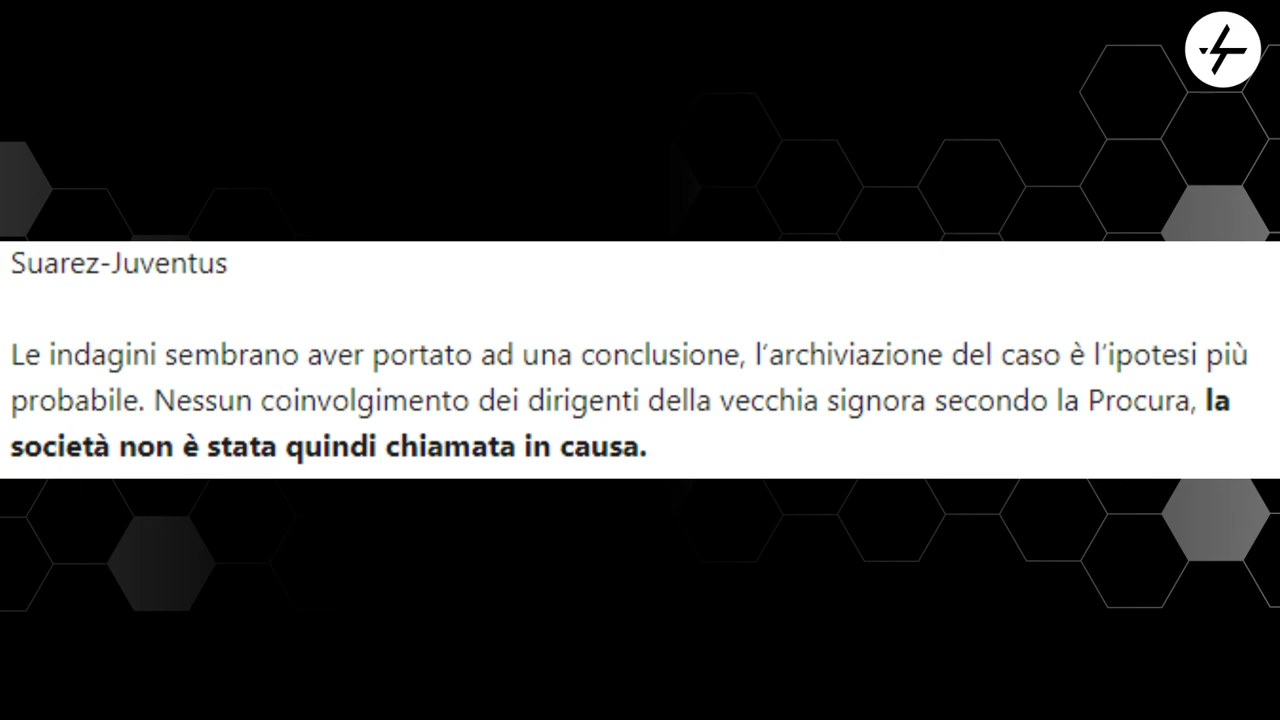 Suarez-Juventus
Le indagini sembrano aver portato ad una conclusione, l’archiviazione del caso è l’ipotesi più
probabile. Nessun coinvolgimento dei dirigenti della vecchia signora secondo la Procura, la
società non è stata quindi chiamata in causa.